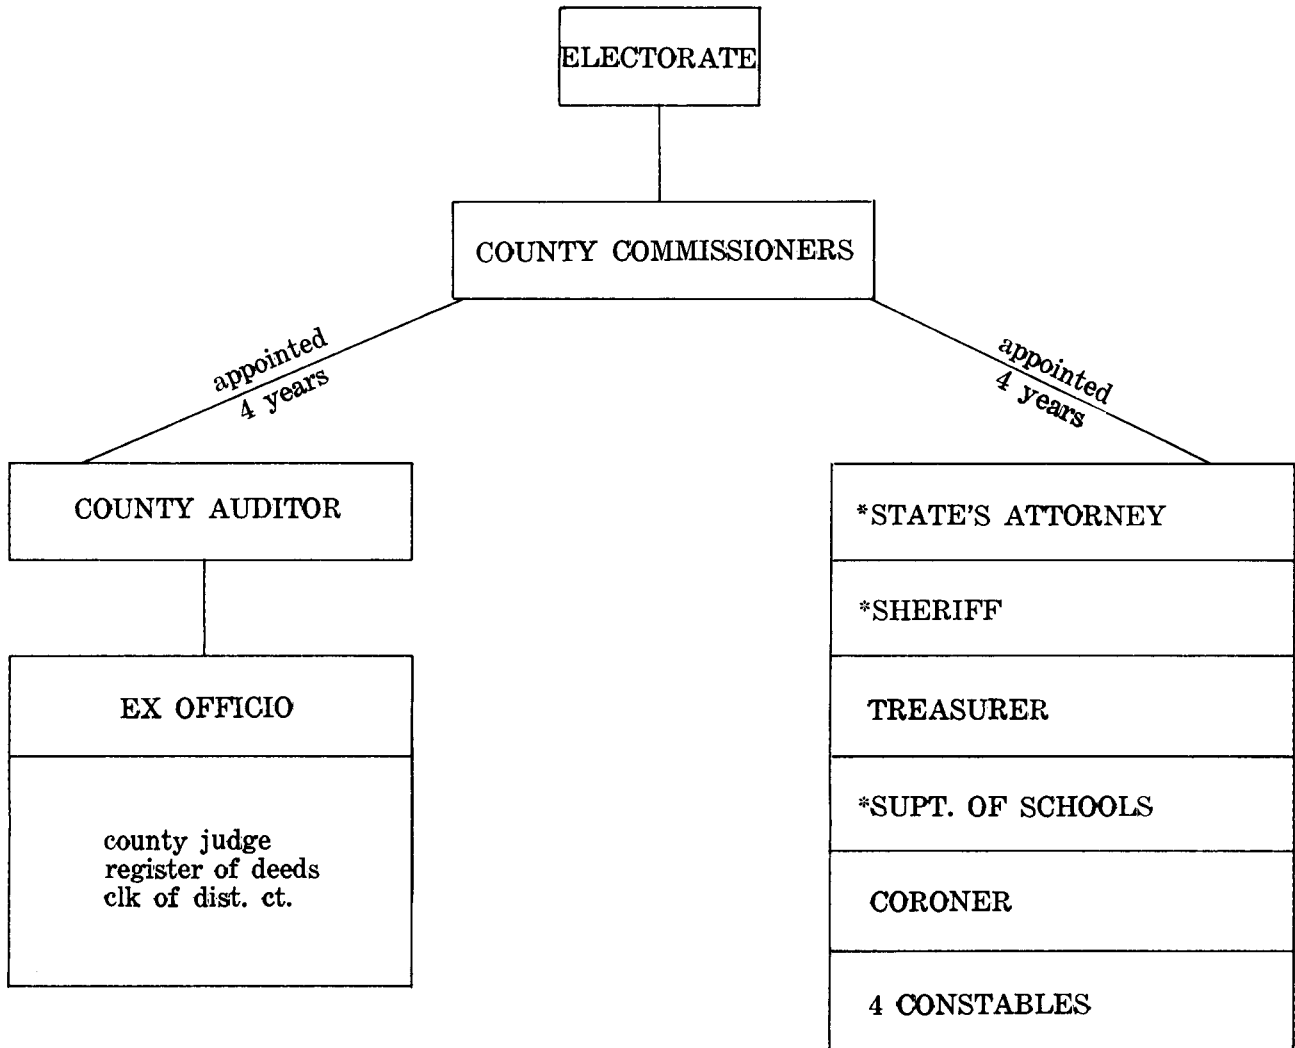 ELECTORATE
COUNTY COMMISSIONERS
appointed
4 years
appointed
4 years
COUNTY AUDITOR
EX OFFICIO
county judge
register of deeds
clk of dist. ct.
*STATE'S ATTORNEY
*SHERIFF
TREASURER
*SUPT. OF SCHOOLS
CORONER
4 CONSTABLES